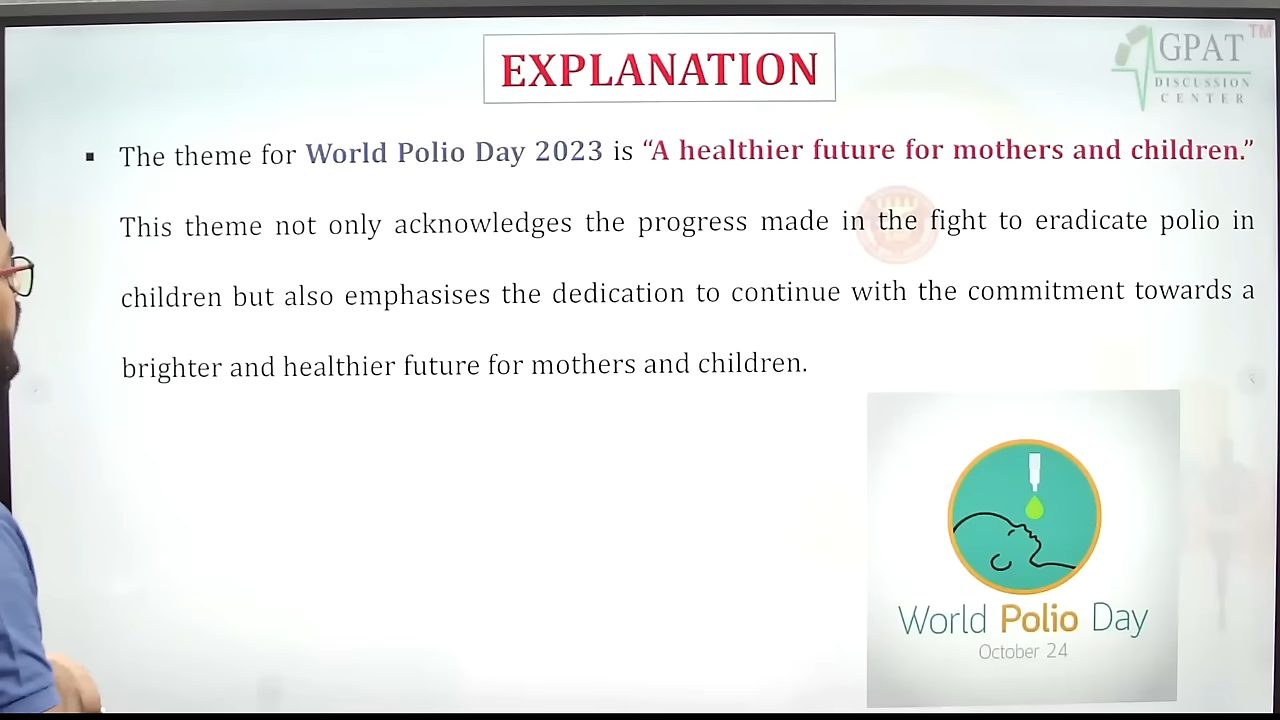 EXPLANATION
GPAT TM
DISCUSSION
CENTER
▪ The theme for World Polio Day 2023 is “A healthier future for mothers and children.”
This theme not only acknowledges the progress made in the fight to eradicate polio in
children but also emphasises the dedication to continue with the commitment towards a
brighter and healthier future for mothers and children.
World Polio Day
October 24